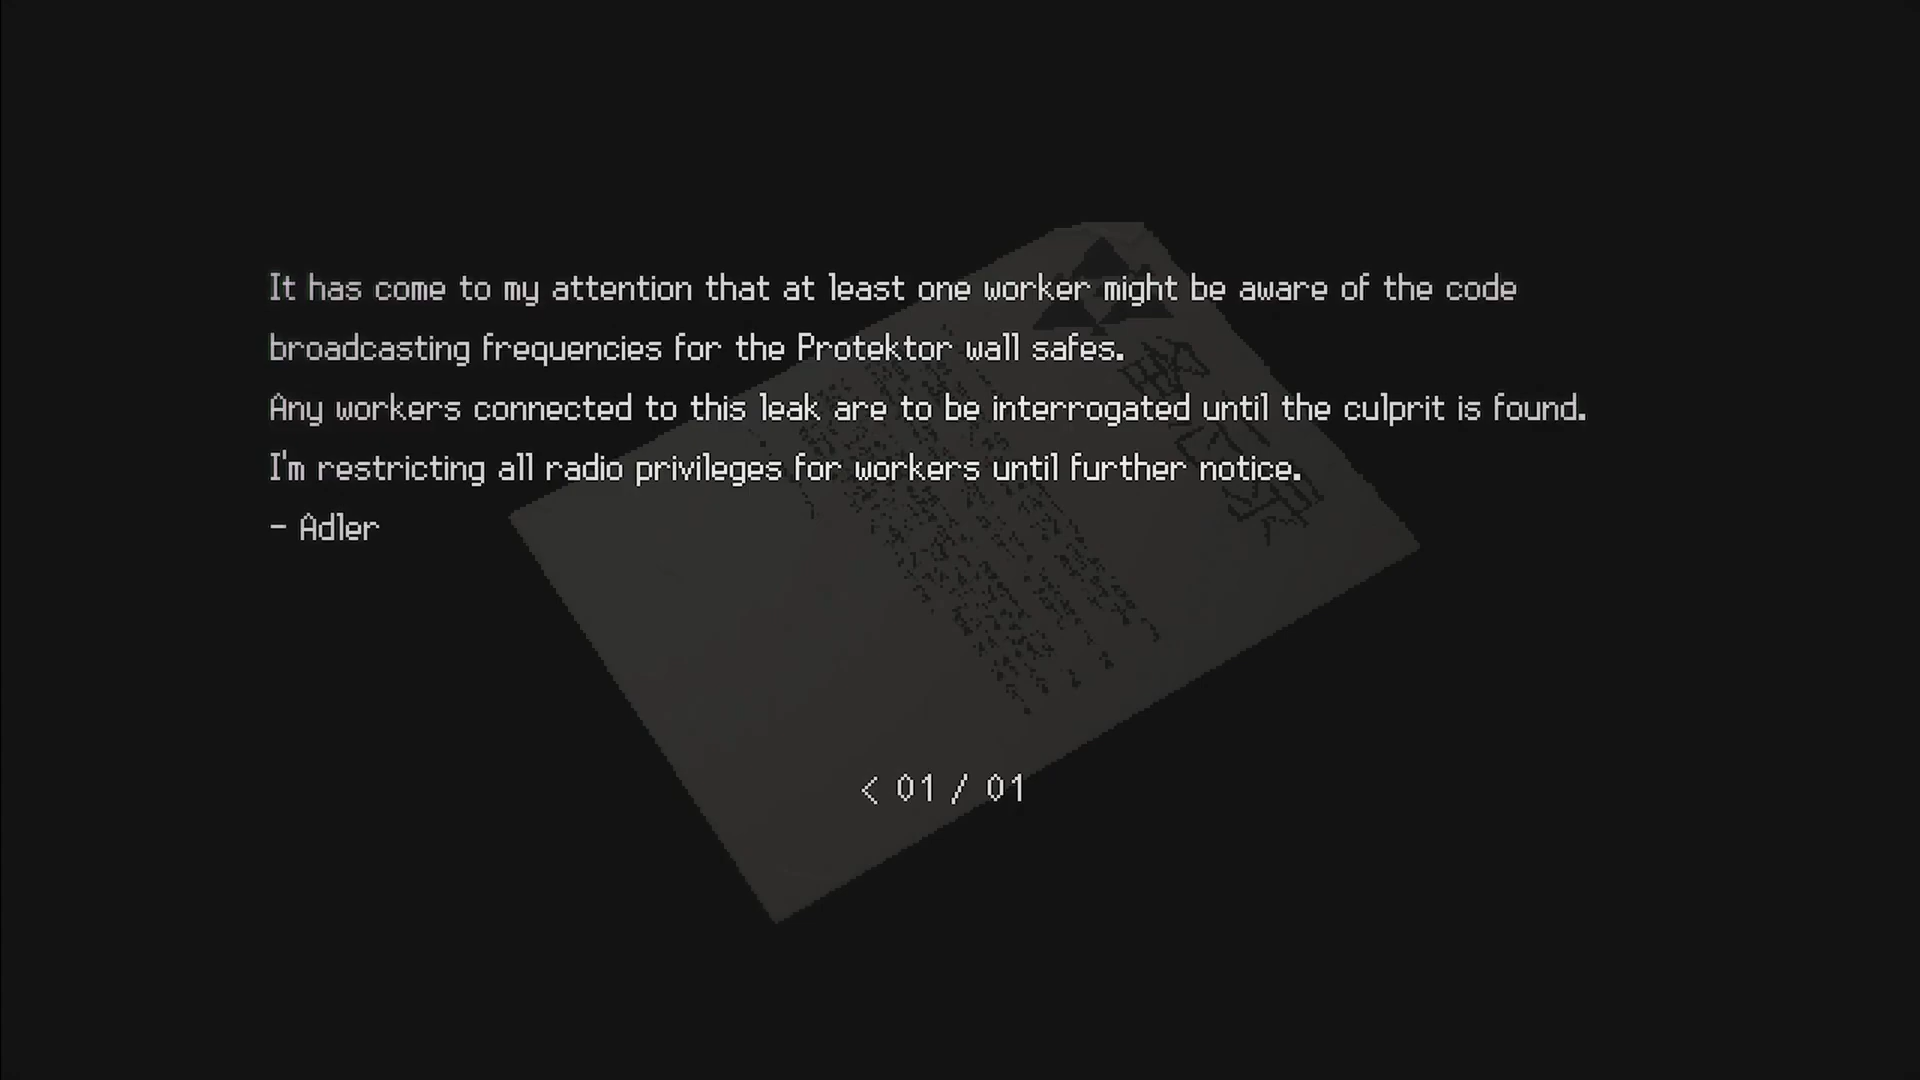 It has come to my attention that at least one worker might be aware of the code
broadcasting frequencies for the Protektor wall safes.
Any workers connected to this leak are to be interrogated until the culprit is found.
I'm restricting all radio privileges for workers until further notice.
- Adler
< 01 / 01